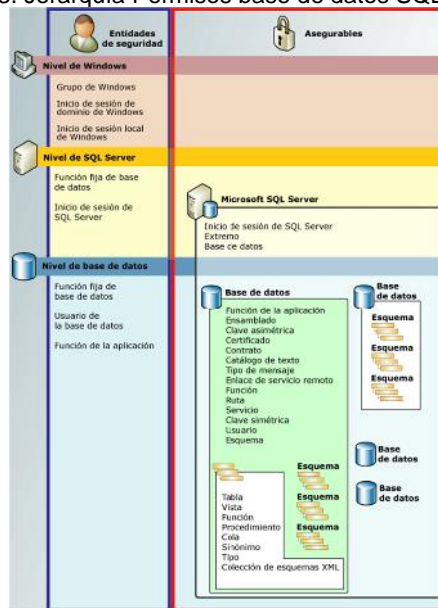 Jerarquía Permisos base de datos SQL
Entidades
de seguridad
Asegurables
Nivel de Windows
Grupo de Windows
Inicio de sesión de
dominio de Windows
Inicio de sesión local
de Windows
Nivel de SQL Server
Función fija de base
de datos
Inicio de sesión de
SQL Server
Microsoft SQL Server
Inicio de sesión de SQL Server
Extremo
Base de datos
Nivel de base de datos
Función fija de
base de datos
Usuario de
la base de datos
Función de la aplicación
Base de datos
Función de la aplicación
Ensamblado
Clave asimétrica
Certificado
Contrato
Catálogo de texto
Tipo de mensaje
Enlace de servicio remoto
Función
Ruta
Servicio
Clave simétrica
Usuario
Esquema
Esquema
Esquema
Esquema
Tabla
Vista
Función
Procedimiento
Cola
Sinónimo
Tipo
Colección de esquemas XML
Base
de datos
Esquema
Esquema
Base
de datos
Base
de datos